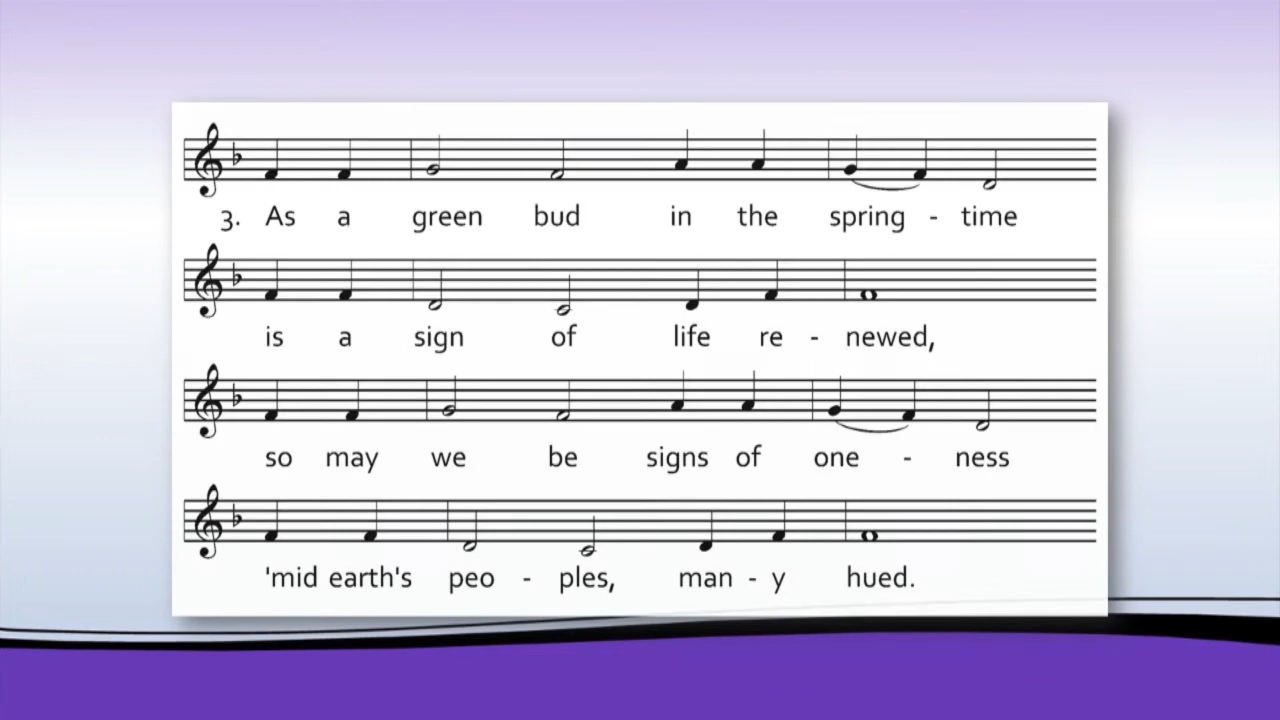 3. As a green bud in the spring - time
is a sign of life re - newed,
so may we be signs of one - ness
'mid earth's peo - ples, man - y hued.